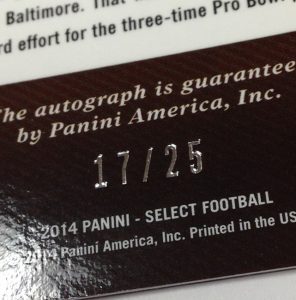 Baltimore. That
rd effort for the three-time Pro Bowl
The autograph is guarantee
by Panini America, Inc.
17/25
2014 PANINI - SELECT FOOTBALL
2014 Panini America, Inc. Printed in the US